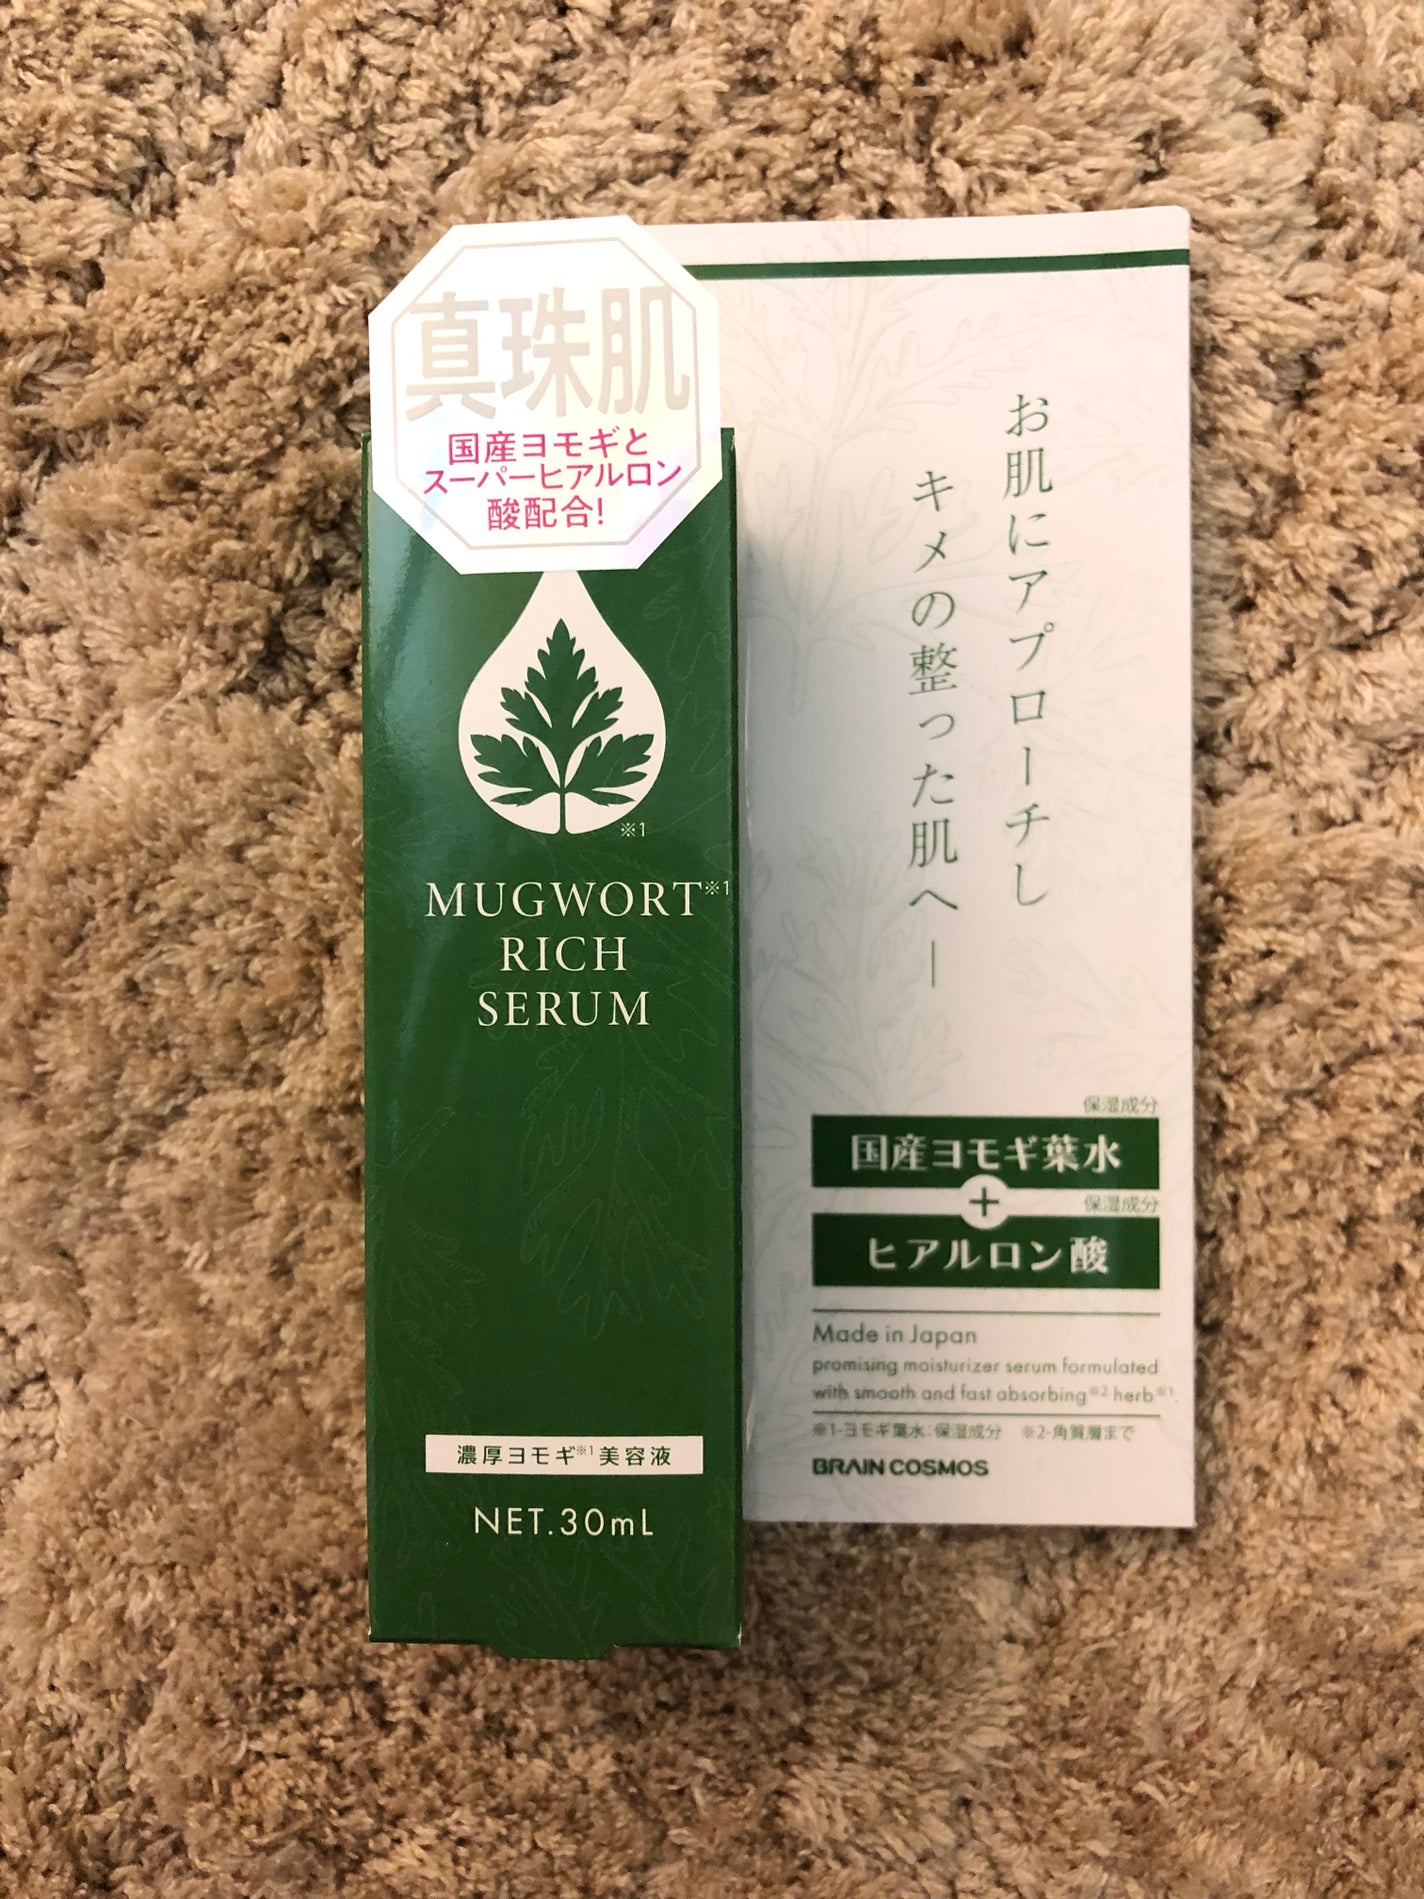 真珠肌
国産ヨモギと
スーパーヒアルロン
酸配合!
※1
MUGWORT※1
RICH
SERUM
濃厚ヨモギ※1美容液
NET.30mL
お肌にアプローチし
キメの整った肌へ―
保湿成分
国産ヨモギ葉水
+
保湿成分
ヒアルロン酸
Made in Japan
promising moisturizer serum formulated
with smooth and fast absorbing※2 herb※1
※1-ヨモギ葉水:保湿成分 ※2-角質層まで
BRAIN COSMOS